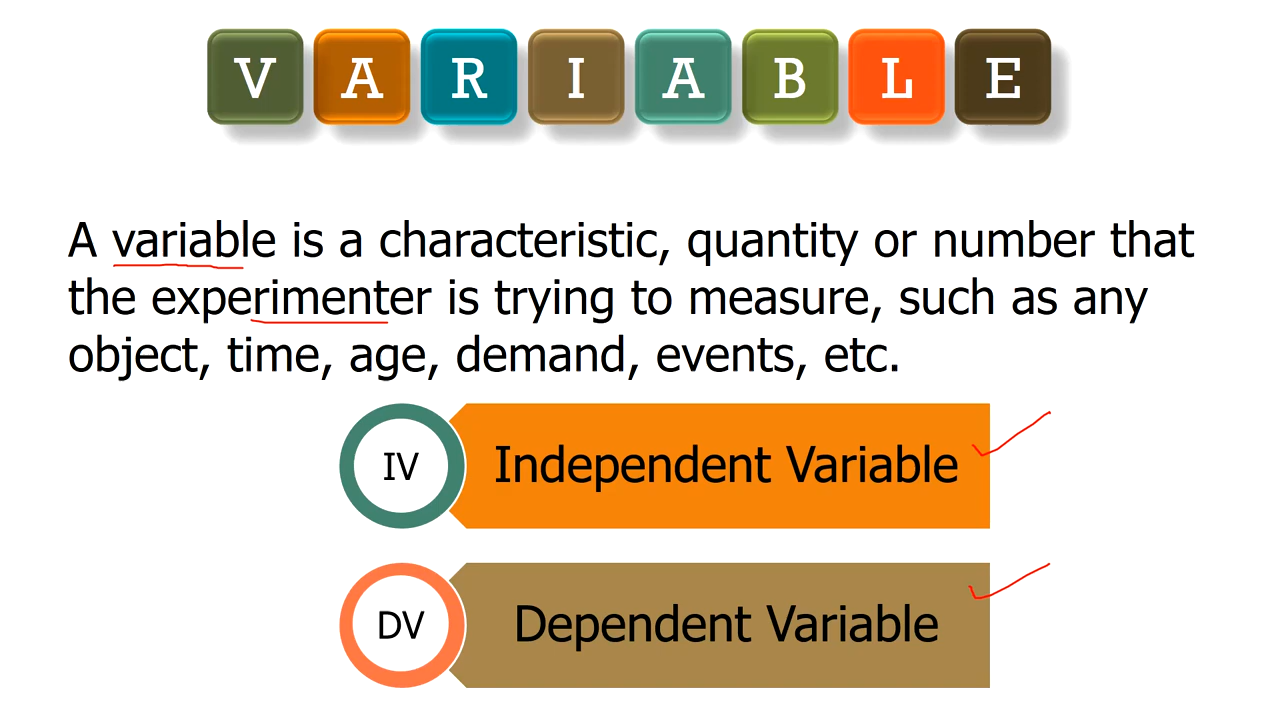 VARIABLE
A variable is a characteristic, quantity or number that
the experimenter is trying to measure, such as any
object, time, age, demand, events, etc.
IV Independent Variable
DV Dependent Variable